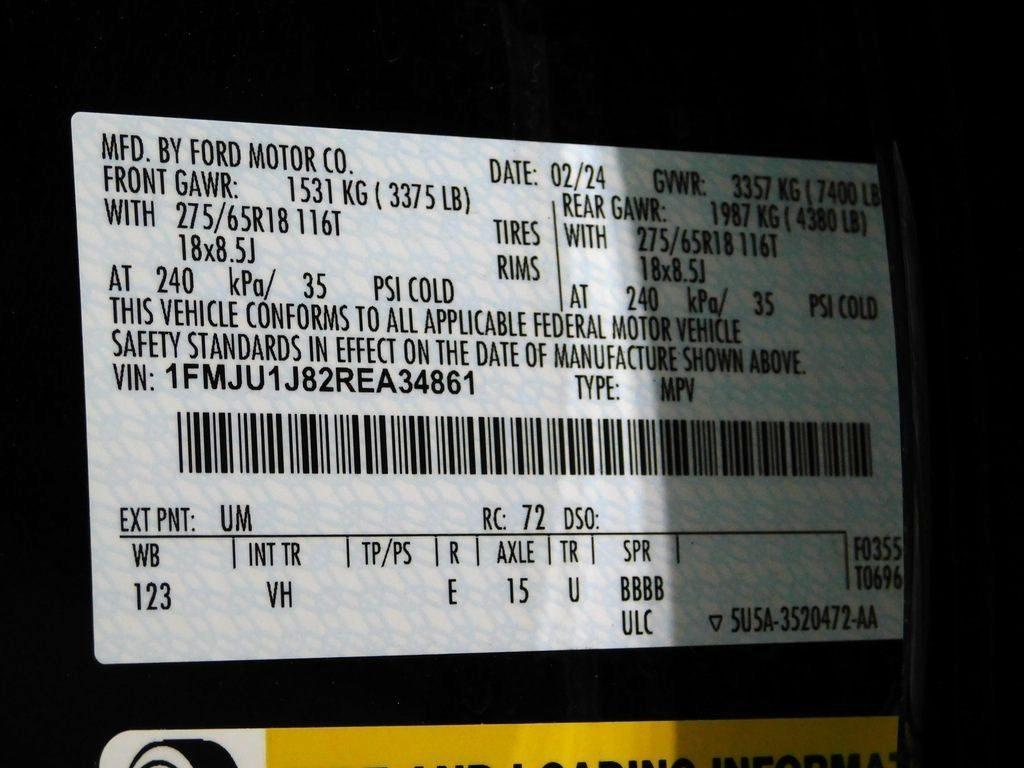 MFD. BY FORD MOTOR CO. DATE: 02/24 GVWR: 3357 KG ( 7400 LB
FRONT GAWR: 1531 KG ( 3375 LB) REAR GAWR: 1987 KG ( 4380 LB)
WITH 275/65R18 116T TIRES WITH 275/65R18 116T
18x8.5J RIMS 18x8.5J
AT 240 kPa/ 35 PSI COLD AT 240 kPa/ 35 PSI COLD
THIS VEHICLE CONFORMS TO ALL APPLICABLE FEDERAL MOTOR VEHICLE
SAFETY STANDARDS IN EFFECT ON THE DATE OF MANUFACTURE SHOWN ABOVE.
VIN: 1FMJU1J82REA34861 TYPE: MPV
EXT PNT: UM RC: 72 DSO:
WB INT TR TP/PS R AXLE TR SPR F0355
123 VH E 15 U BBBB T0696
ULC ▽ 5U5A-3520472-AA
AND LOADING